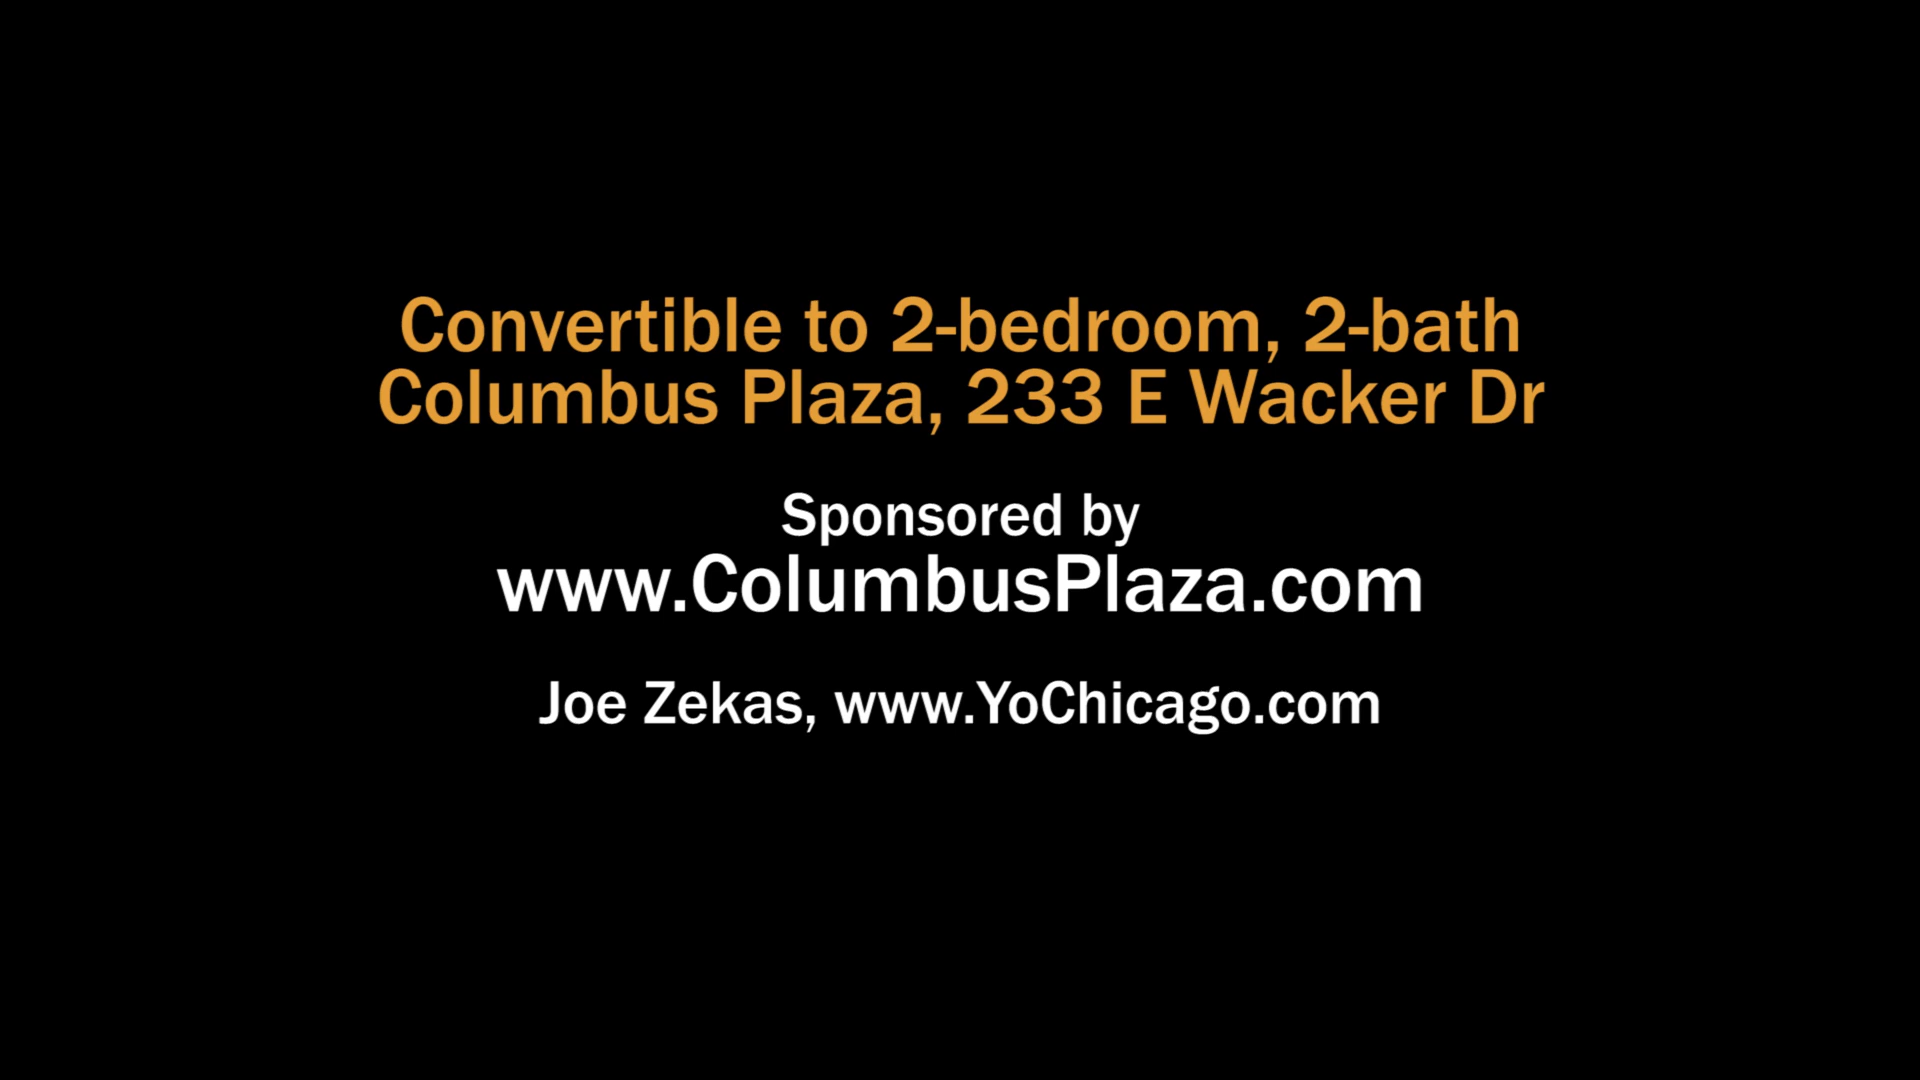 Convertible to 2-bedroom, 2-bath
Columbus Plaza, 233 E Wacker Dr
Sponsored by
www.ColumbusPlaza.com
Joe Zekas, www.YoChicago.com